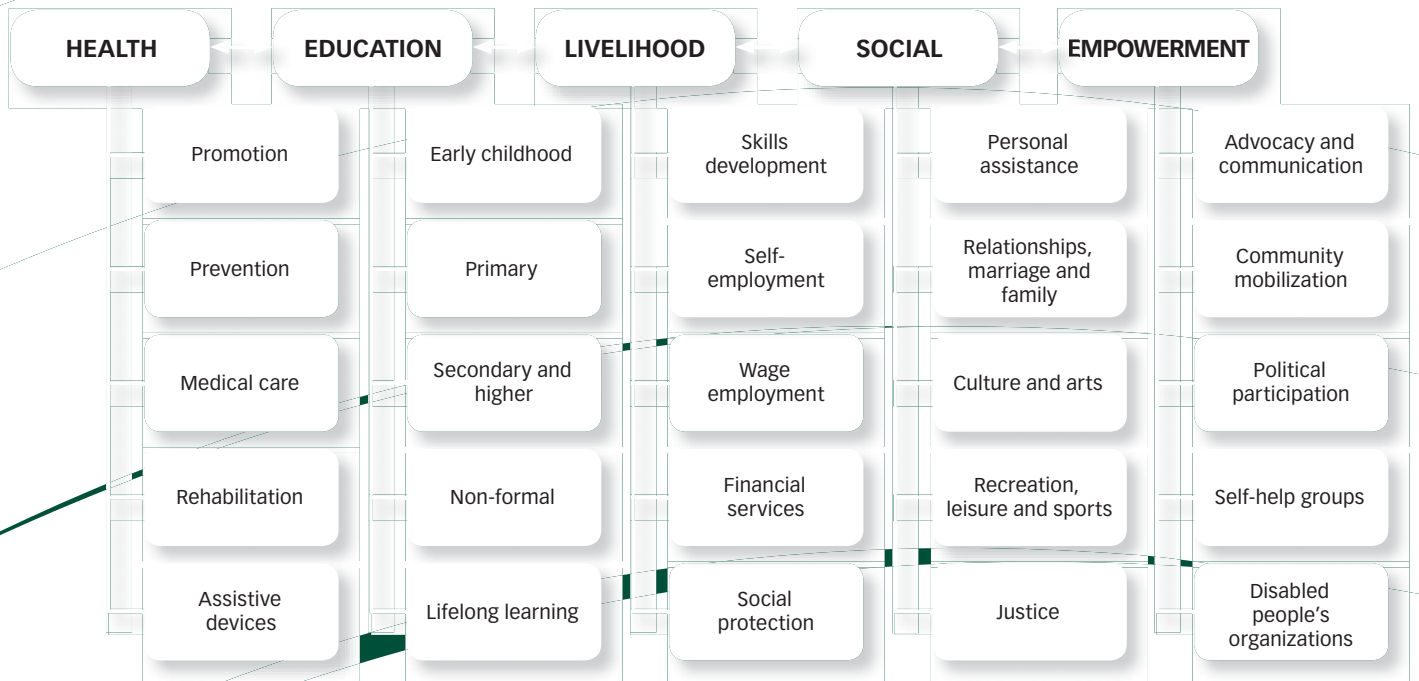 HEALTH
EDUCATION
LIVELIHOOD
SOCIAL
EMPOWERMENT
Promotion
Prevention
Medical care
Rehabilitation
Assistive
devices
Early childhood
Primary
Secondary and
higher
Non-formal
Lifelong learning
Skills
development
Self-
employment
Wage
employment
Financial
services
Social
protection
Personal
assistance
Relationships,
marriage and
family
Culture and arts
Recreation,
leisure and sports
Justice
Advocacy and
communication
Community
mobilization
Political
participation
Self-help groups
Disabled
people’s
organizations